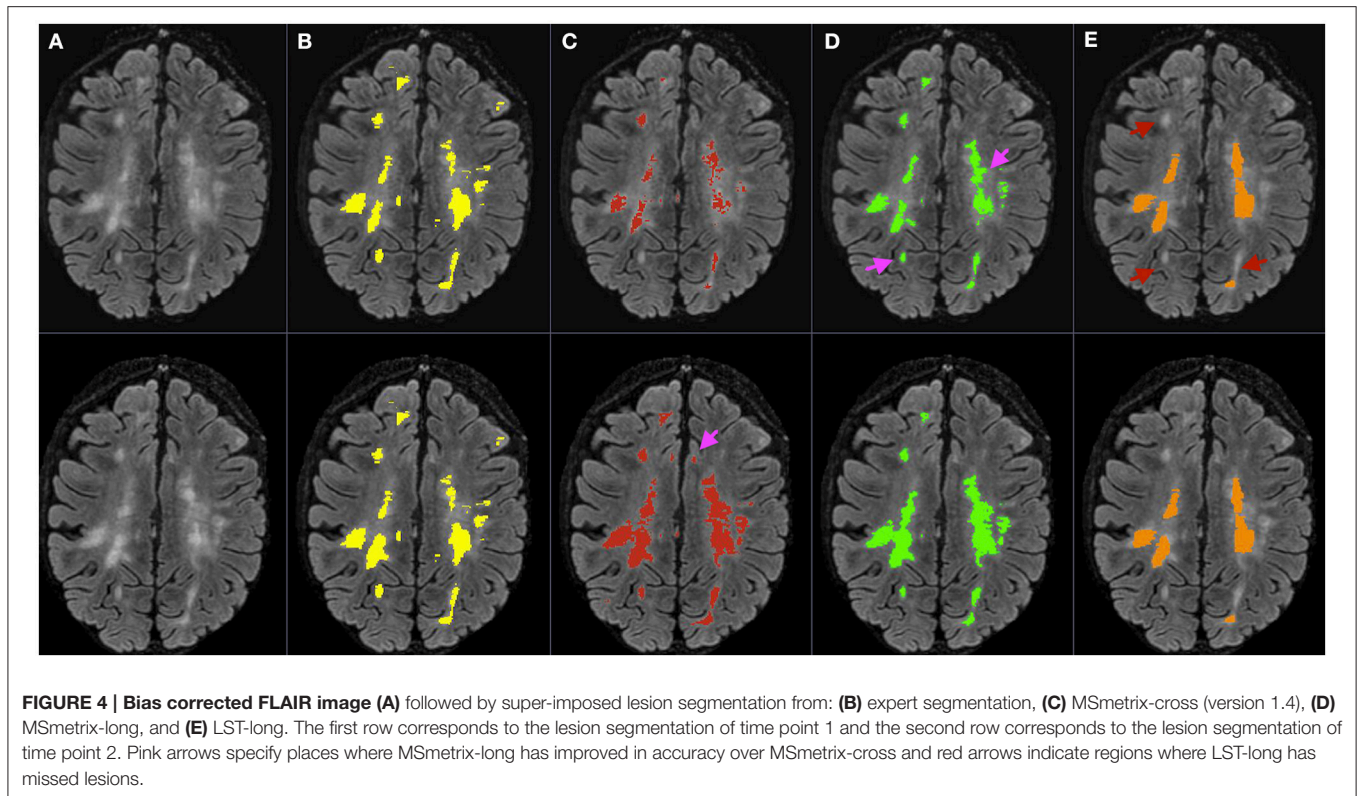 A B C D E
FIGURE 4 | Bias corrected FLAIR image (A) followed by super-imposed lesion segmentation from: (B) expert segmentation, (C) MSmetrix-cross (version 1.4), (D)
MSmetrix-long, and (E) LST-long. The first row corresponds to the lesion segmentation of time point 1 and the second row corresponds to the lesion segmentation of
time point 2. Pink arrows specify places where MSmetrix-long has improved in accuracy over MSmetrix-cross and red arrows indicate regions where LST-long has
missed lesions.